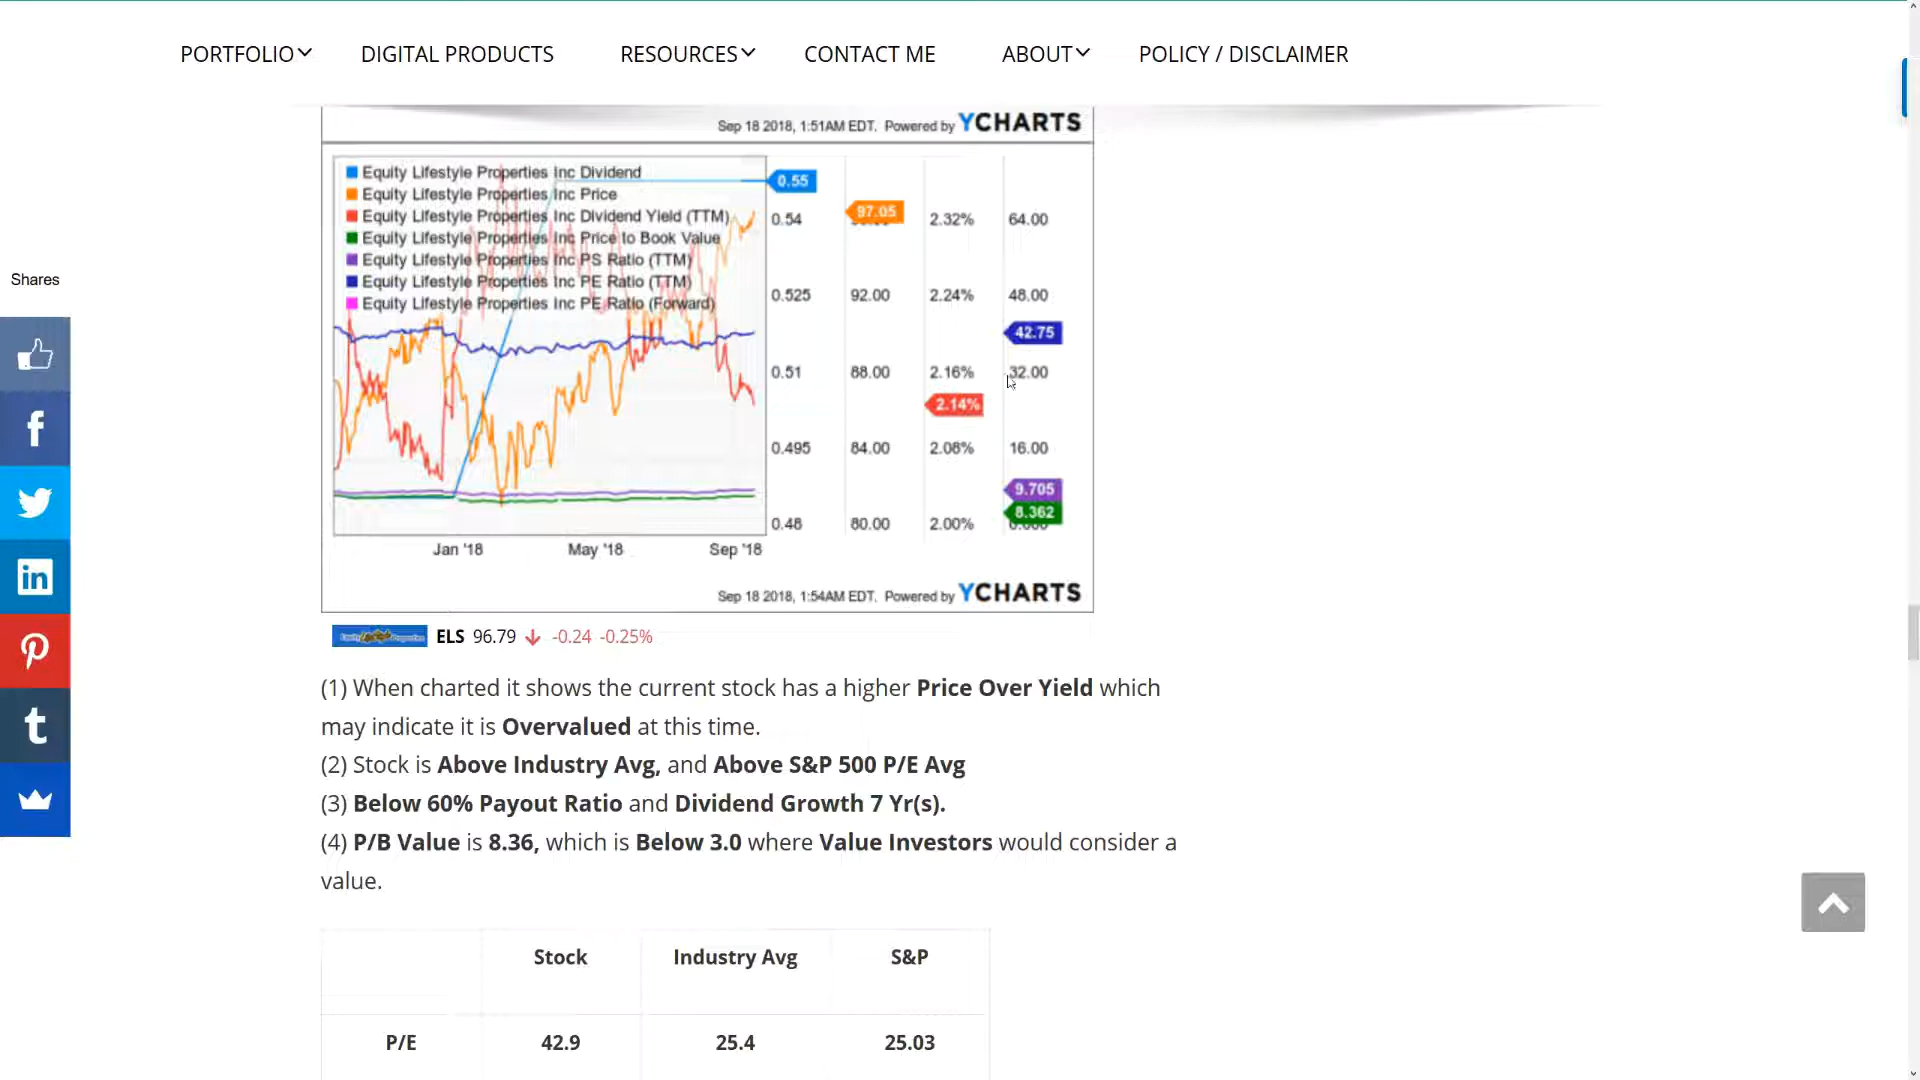 PORTFOLIO DIGITAL PRODUCTS RESOURCES CONTACT ME ABOUT POLICY / DISCLAIMER
Sep 18 2018, 1:51AM EDT. Powered by YCHARTS
Equity Lifestyle Properties Inc Dividend
Equity Lifestyle Properties Inc Price
Equity Lifestyle Properties Inc Dividend Yield (TTM)
Equity Lifestyle Properties Inc Price to Book Value
Equity Lifestyle Properties Inc PS Ratio (TTM)
Equity Lifestyle Properties Inc PE Ratio (TTM)
Equity Lifestyle Properties Inc PE Ratio (Forward)
0.55
97.05
0.54 2.32% 64.00
0.525 92.00 2.24% 48.00
42.75
0.51 88.00 2.16% 32.00
2.14%
0.495 84.00 2.08% 16.00
9.705
8.362
0.48 80.00 2.00%
Jan '18 May '18 Sep '18
Sep 18 2018, 1:54AM EDT. Powered by YCHARTS
Shares
Equity Lifestyle Properties ELS 96.79 -0.24 -0.25%
(1) When charted it shows the current stock has a higher Price Over Yield which
may indicate it is Overvalued at this time.
(2) Stock is Above Industry Avg, and Above S&P 500 P/E Avg
(3) Below 60% Payout Ratio and Dividend Growth 7 Yr(s).
(4) P/B Value is 8.36, which is Below 3.0 where Value Investors would consider a
value.
Stock Industry Avg S&P
P/E 42.9 25.4 25.03